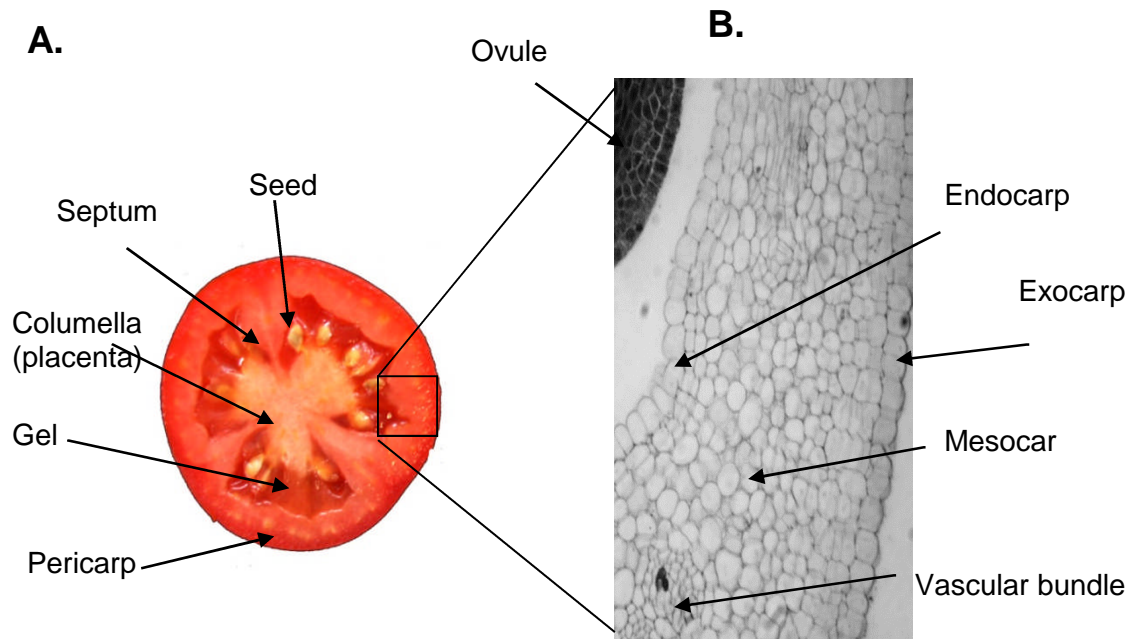 A.
B.
Ovule
Seed
Septum
Endocarp
Exocarp
Columella
(placenta)
Gel
Mesocar
Pericarp
Vascular bundle